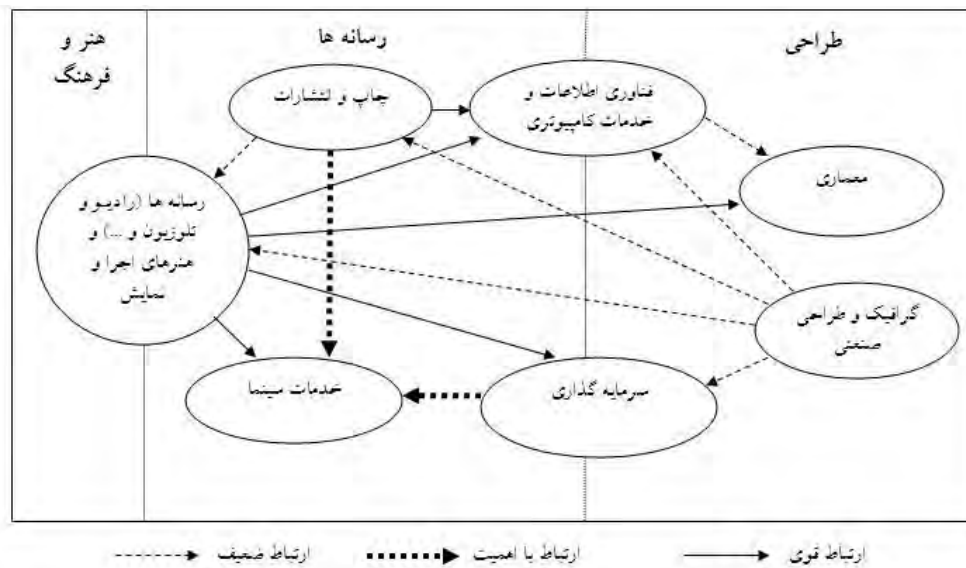 هنر و
فرهنگ
رسانه ها
طراحی
چاپ و انتشارات
فناوری اطلاعات و
خدمات کامپیوتری
معماری
رسانه ها (رادیو و
تلوزیون و ...) و
هنرهای اجرا و
نمایش
گرافیک و طراحی
صنعتی
خدمات سینما
سرمایه گذاری
ارتباط قوی
ارتباط با اهمیت
ارتباط ضعیف